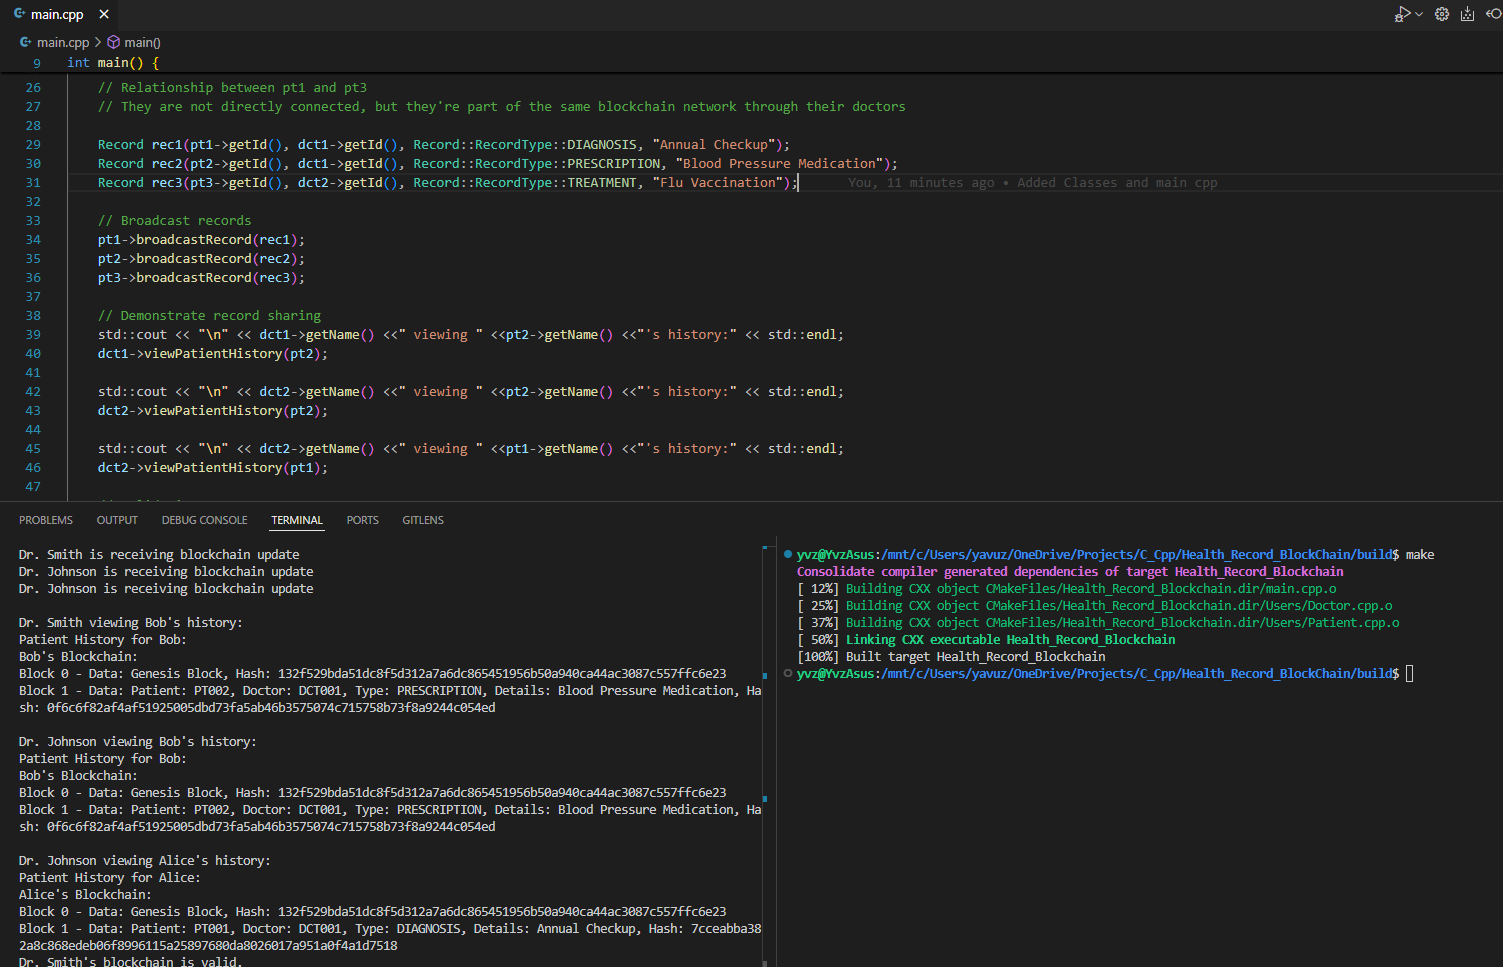 main.cpp
main.cpp > main()
9 int main() {
26 // Relationship between pt1 and pt3
27 // They are not directly connected, but they're part of the same blockchain network through their doctors
28
29 Record rec1(pt1->getId(), dct1->getId(), Record::RecordType::DIAGNOSIS, "Annual Checkup");
30 Record rec2(pt2->getId(), dct1->getId(), Record::RecordType::PRESCRIPTION, "Blood Pressure Medication");
31 Record rec3(pt3->getId(), dct2->getId(), Record::RecordType::TREATMENT, "Flu Vaccination"); You, 11 minutes ago • Added Classes and main cpp
32
33 // Broadcast records
34 pt1->broadcastRecord(rec1);
35 pt2->broadcastRecord(rec2);
36 pt3->broadcastRecord(rec3);
37
38 // Demonstrate record sharing
39 std::cout << "\n" << dct1->getName() <<" viewing " <<pt2->getName() <<"'s history:" << std::endl;
40 dct1->viewPatientHistory(pt2);
41
42 std::cout << "\n" << dct2->getName() <<" viewing " <<pt2->getName() <<"'s history:" << std::endl;
43 dct2->viewPatientHistory(pt2);
44
45 std::cout << "\n" << dct2->getName() <<" viewing " <<pt1->getName() <<"'s history:" << std::endl;
46 dct2->viewPatientHistory(pt1);
47
PROBLEMS OUTPUT DEBUG CONSOLE TERMINAL PORTS GITLENS
Dr. Smith is receiving blockchain update
Dr. Johnson is receiving blockchain update
Dr. Johnson is receiving blockchain update
Dr. Smith viewing Bob's history:
Patient History for Bob:
Bob's Blockchain:
Block 0 - Data: Genesis Block, Hash: 132f529bda51dc8f5d312a7a6dc865451956b50a940ca44ac3087c557ffc6e23
Block 1 - Data: Patient: PT002, Doctor: DCT001, Type: PRESCRIPTION, Details: Blood Pressure Medication, Ha
sh: 0f6c6f82af4af51925005dbd73fa5ab46b3575074c715758b73f8a9244c054ed
Dr. Johnson viewing Bob's history:
Patient History for Bob:
Bob's Blockchain:
Block 0 - Data: Genesis Block, Hash: 132f529bda51dc8f5d312a7a6dc865451956b50a940ca44ac3087c557ffc6e23
Block 1 - Data: Patient: PT002, Doctor: DCT001, Type: PRESCRIPTION, Details: Blood Pressure Medication, Ha
sh: 0f6c6f82af4af51925005dbd73fa5ab46b3575074c715758b73f8a9244c054ed
Dr. Johnson viewing Alice's history:
Patient History for Alice:
Alice's Blockchain:
Block 0 - Data: Genesis Block, Hash: 132f529bda51dc8f5d312a7a6dc865451956b50a940ca44ac3087c557ffc6e23
Block 1 - Data: Patient: PT001, Doctor: DCT001, Type: DIAGNOSIS, Details: Annual Checkup, Hash: 7cceabba38
2a8c868edeb06f8996115a25897680da8026017a951a0f4a1d7518
Dr. Smith's blockchain is valid.
yvz@YvzAsus:/mnt/c/Users/yavuz/OneDrive/Projects/C_Cpp/Health_Record_BlockChain/build$ make
Consolidate compiler generated dependencies of target Health_Record_Blockchain
[ 12%] Building CXX object CMakeFiles/Health_Record_Blockchain.dir/main.cpp.o
[ 25%] Building CXX object CMakeFiles/Health_Record_Blockchain.dir/Users/Doctor.cpp.o
[ 37%] Building CXX object CMakeFiles/Health_Record_Blockchain.dir/Users/Patient.cpp.o
[ 50%] Linking CXX executable Health_Record_Blockchain
[100%] Built target Health_Record_Blockchain
yvz@YvzAsus:/mnt/c/Users/yavuz/OneDrive/Projects/C_Cpp/Health_Record_BlockChain/build$